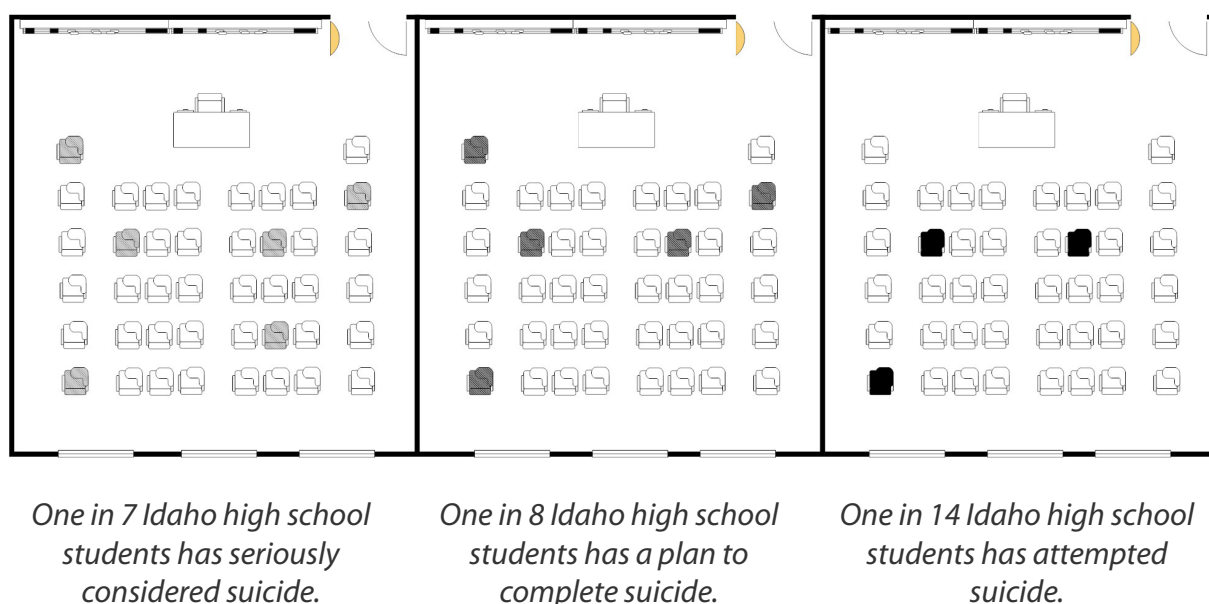 One in 7 Idaho high school
students has seriously
considered suicide.
One in 8 Idaho high school
students has a plan to
complete suicide.
One in 14 Idaho high school
students has attempted
suicide.